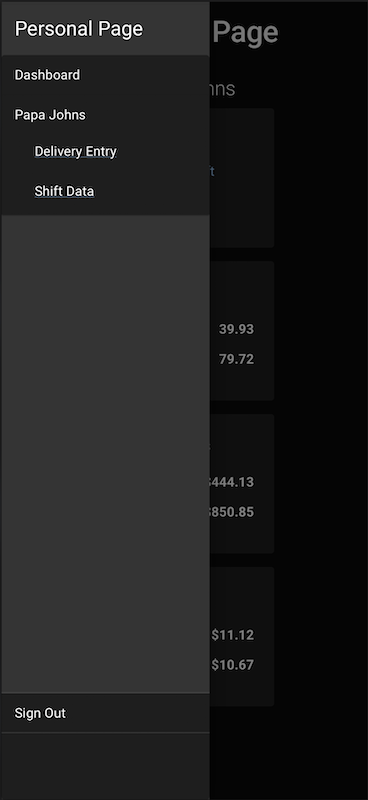 Personal Page
Page
Dashboard
Papa Johns
Delivery Entry
Shift Data
39.93
79.72
$444.13
$850.85
$11.12
$10.67
Sign Out